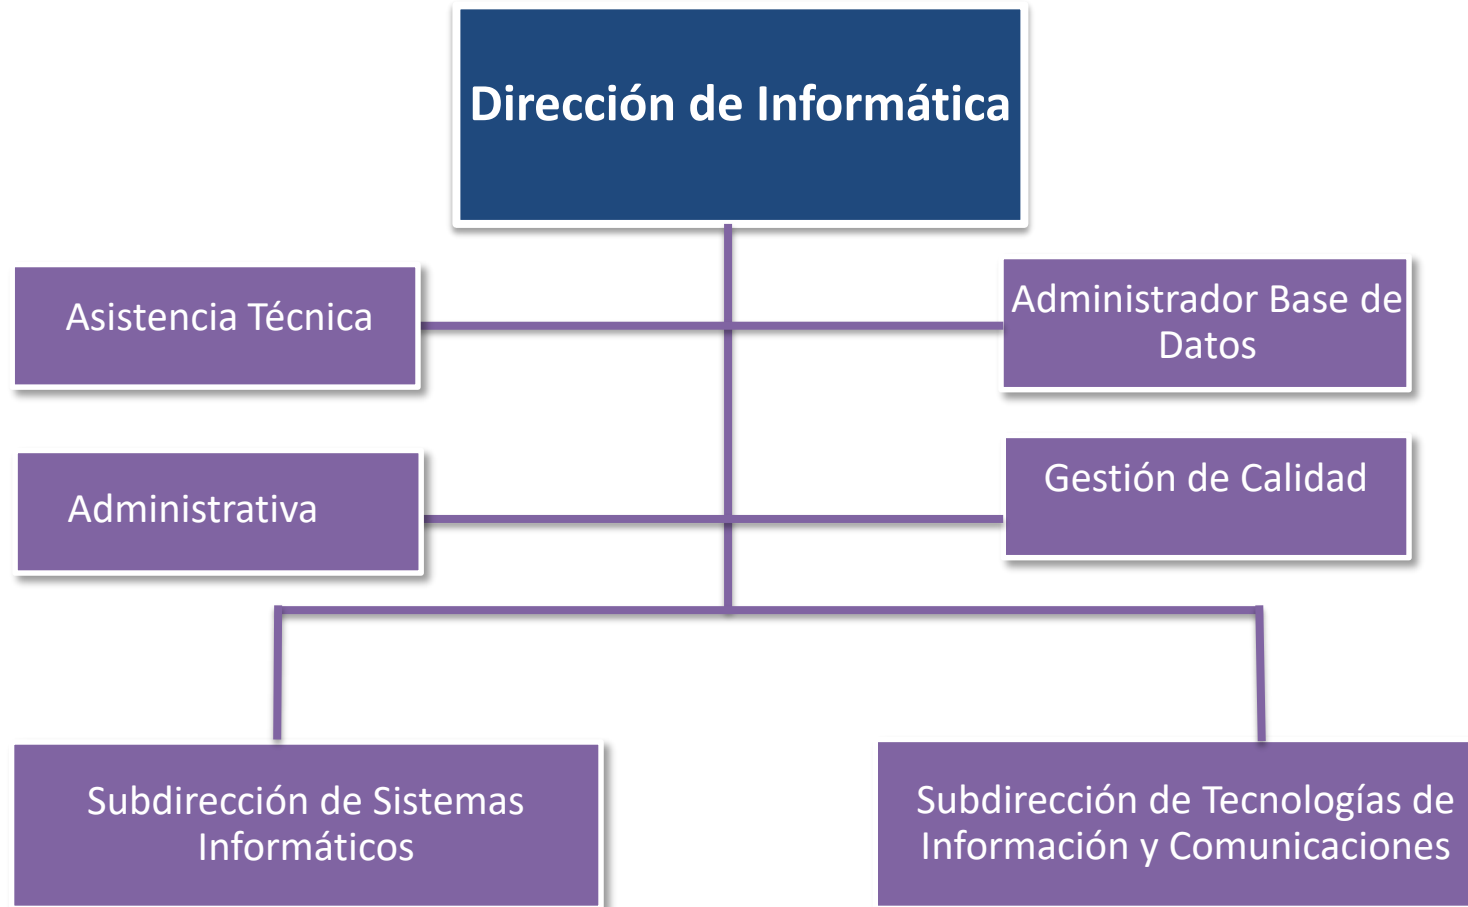 Dirección de Informática
Asistencia Técnica
Administrador Base de
Datos
Administrativa
Gestión de Calidad
Subdirección de Sistemas
Informáticos
Subdirección de Tecnologías de
Información y Comunicaciones